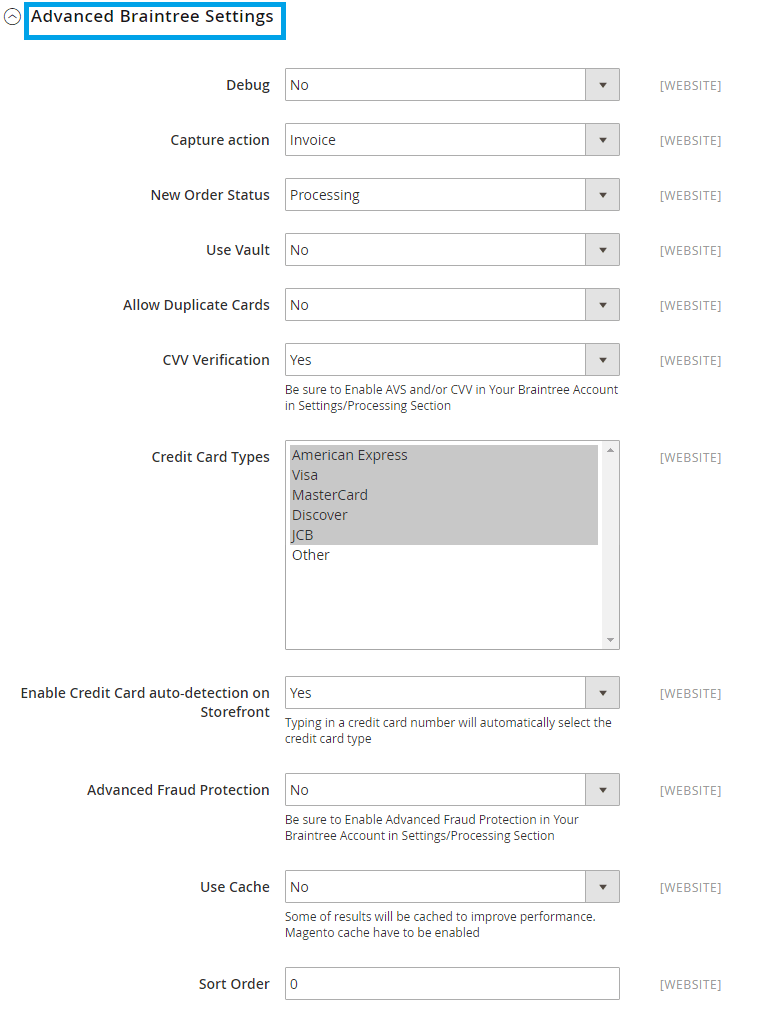 Advanced Braintree Settings
Debug No [WEBSITE]
Capture action Invoice [WEBSITE]
New Order Status Processing [WEBSITE]
Use Vault No [WEBSITE]
Allow Duplicate Cards No [WEBSITE]
CVV Verification Yes [WEBSITE]
Be sure to Enable AVS and/or CVV in Your Braintree Account
in Settings/Processing Section
Credit Card Types American Express [WEBSITE]
Visa
MasterCard
Discover
JCB
Other
Enable Credit Card auto-detection on Yes [WEBSITE]
Storefront
Typing in a credit card number will automatically select the
credit card type
Advanced Fraud Protection No [WEBSITE]
Be sure to Enable Advanced Fraud Protection in Your
Braintree Account in Settings/Processing Section
Use Cache No [WEBSITE]
Some of results will be cached to improve performance.
Magento cache have to be enabled
Sort Order 0 [WEBSITE]